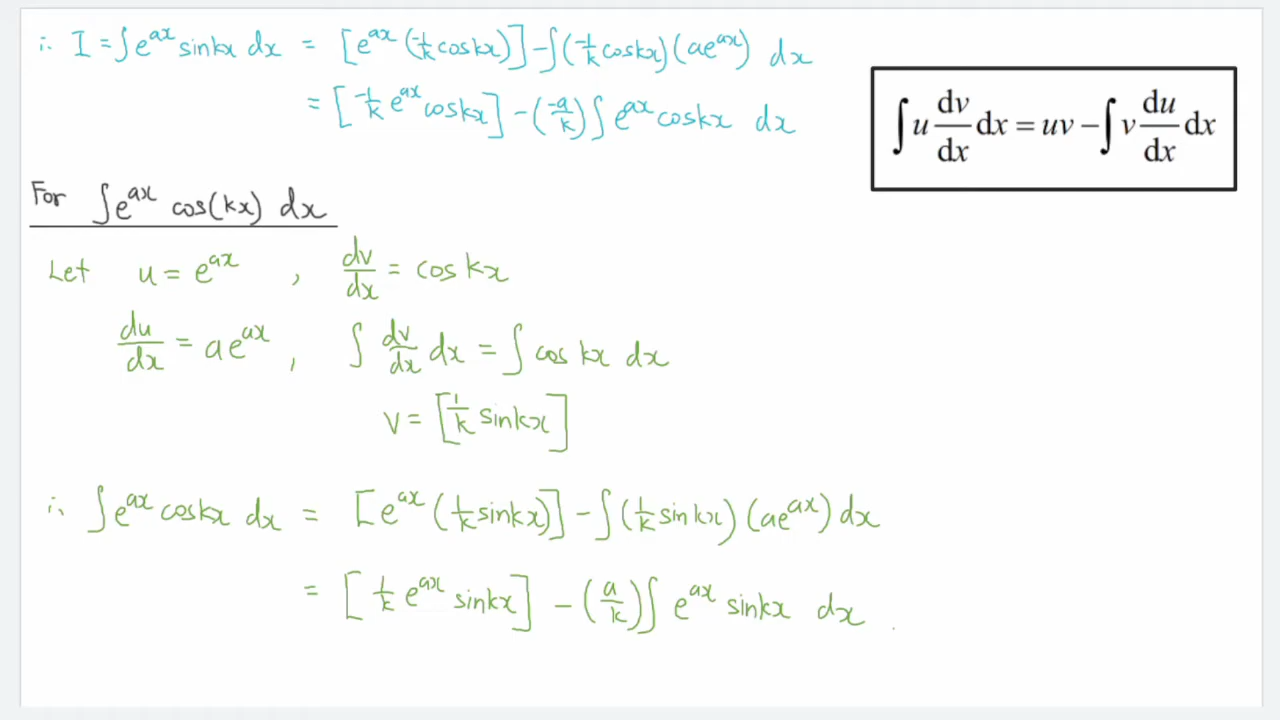 ∴ I = ∫e^{ax} sinkx dx = [e^{ax} (-1/k coskx)] - ∫(-1/k coskx)(ae^{ax}) dx
= [-1/k e^{ax} coskx] - (-a/k) ∫ e^{ax} coskx dx
∫ u dv/dx dx = uv - ∫ v du/dx dx
For ∫e^{ax} cos(kx) dx
Let u = e^{ax} , dv/dx = cos kx
du/dx = ae^{ax} , ∫ dv/dx dx = ∫ cos kx dx
v = [1/k sinkx]
∴ ∫e^{ax} coskx dx = [e^{ax} (1/k sinkx)] - ∫(1/k sinkx)(ae^{ax}) dx
= [1/k e^{ax} sinkx] - (a/k) ∫ e^{ax} sinkx dx